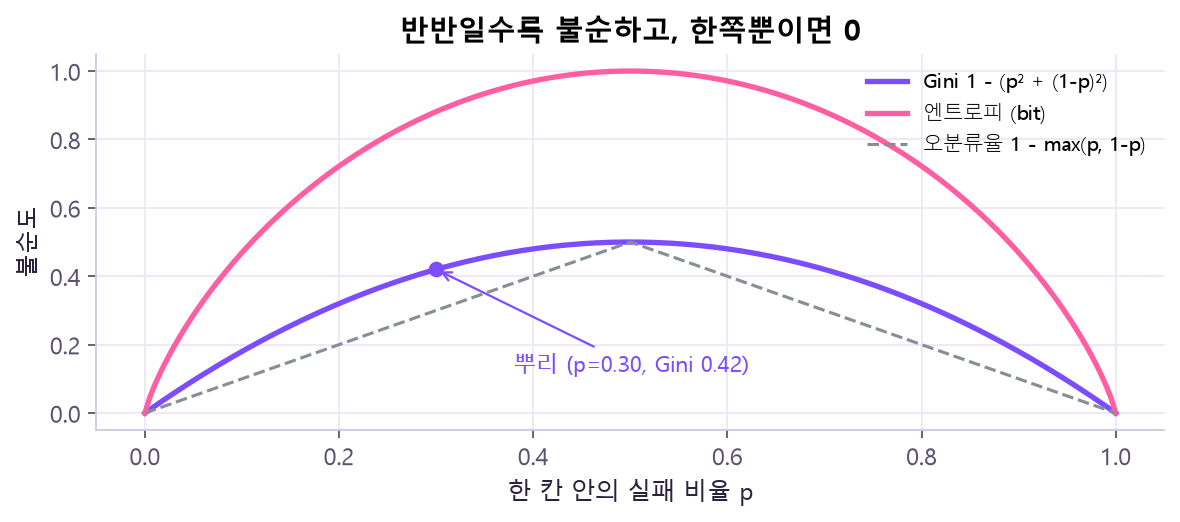 반반일수록 불순하고, 한쪽뿐이면 0
Gini 1 - (p² + (1-p)²)
엔트로피 (bit)
오분류율 1 - max(p, 1-p)
불순도
1.0
0.8
0.6
0.4
0.2
0.0
뿌리 (p=0.30, Gini 0.42)
0.0 0.2 0.4 0.6 0.8 1.0
한 칸 안의 실패 비율 p